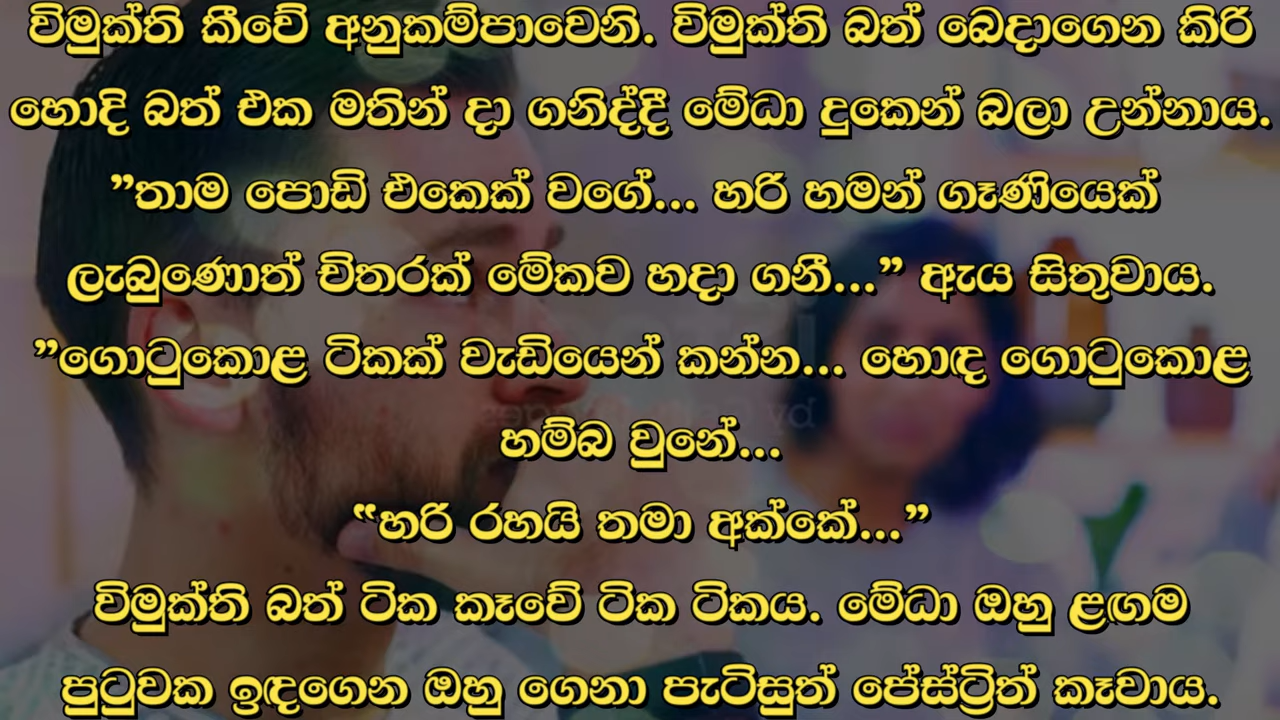 විමුක්ති කීවේ අනුකම්පාවෙනි. විමුක්ති බත් බෙදාගෙන කිරි
හොදි බත් එක මතින් දා ගනිද්දී මේධා දුකෙන් බලා උන්නාය.
”තාම පොඩි එකෙක් වගේ... හරි හමන් ගෑණියෙක්
ලැබුණොත් චිතරක් මේකව හදා ගනී...” ඇය සිතුවාය.
”ගොටුකොළ ටිකක් වැඩියෙන් කන්න... හොඳ ගොටුකොළ
හම්බ වුනේ...
“හරි රහයි තමා අක්කේ...”
විමුක්ති බත් ටික කෑවේ ටික ටිකය. මේධා ඔහු ළඟම
පුටුවක ඉඳගෙන ඔහු ගෙනා පැටිසුත් පේස්ට්‍රිත් කෑවාය.